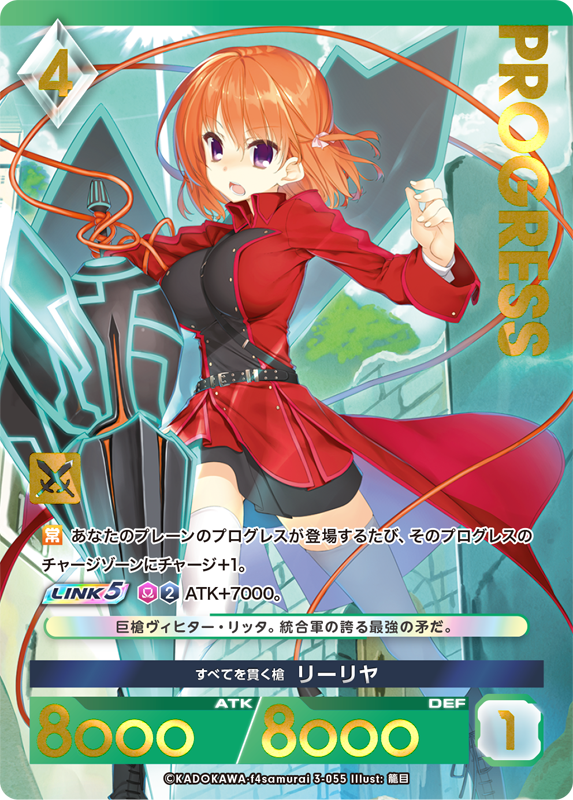 4
PROGRESS
常 あなたのプレーンのプログレスが登場するたび、そのプログレスの
チャージゾーンにチャージ+1。
LINK5 2 ATK+7000。
巨槍ヴィヒター・リッタ。統合軍の誇る最強の矛だ。
すべてを貫く槍 リーリヤ
ATK DEF
8000 / 8000 1
©KADOKAWA・f4samurai 3-055 Illust: 籠目